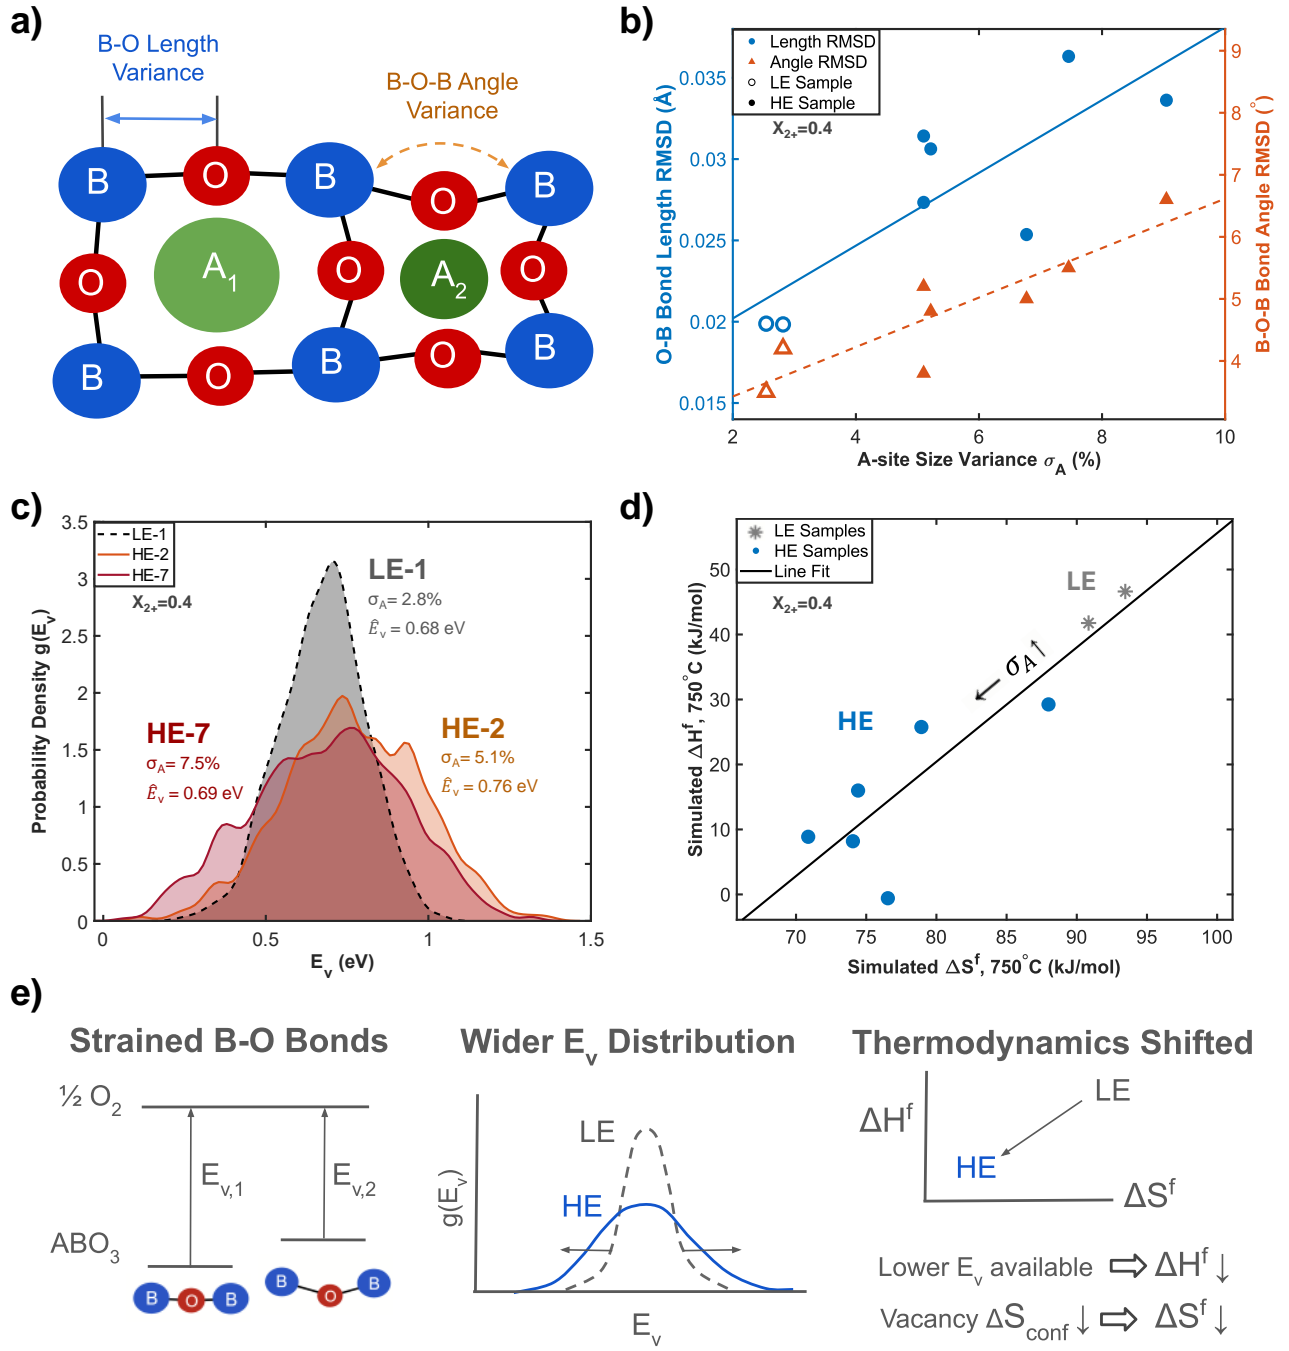 a)
B-O Length
Variance
B-O-B Angle
Variance
B
O
B
O
B
O
A1
O
A2
O
B
O
B
O
B
b)
Length RMSD
Angle RMSD
LE Sample
HE Sample
X2+=0.4
O-B Bond Length RMSD (Å)
0.035
0.03
0.025
0.02
0.015
B-O-B Bond Angle RMSD (°)
9
8
7
6
5
4
2
4
6
8
10
A-site Size Variance σA (%)
c)
LE-1
HE-2
HE-7
X2+=0.4
LE-1
σA= 2.8%
Êv = 0.68 eV
HE-7
σA= 7.5%
Êv = 0.69 eV
HE-2
σA= 5.1%
Êv = 0.76 eV
Probability Density g(Ev)
3.5
3
2.5
2
1.5
1
0.5
0
0
0.5
1
1.5
Ev (eV)
d)
LE Samples
HE Samples
Line Fit
X2+=0.4
LE
← σA↑
HE
Simulated ΔHf, 750°C (kJ/mol)
50
40
30
20
10
0
70
75
80
85
90
95
100
Simulated ΔSf, 750°C (kJ/mol)
e)
Strained B-O Bonds
½ O2
Ev,1
Ev,2
ABO3
B
O
B
B
O
B
Wider Ev Distribution
LE
HE
g(Ev)
Ev
Thermodynamics Shifted
ΔHf
LE
HE
ΔSf
Lower Ev available ⇨ ΔHf ↓
Vacancy ΔSconf ↓ ⇨ ΔSf ↓